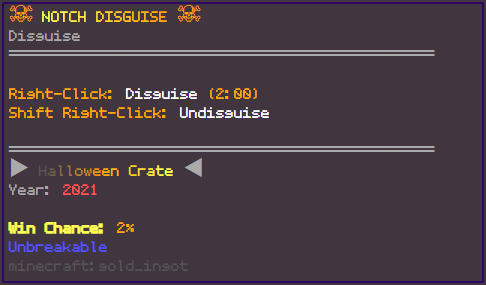 ☠ NOTCH DISGUISE ☠
Disguise
Right-Click: Disguise (2:00)
Shift Right-Click: Undisguise
▶ Halloween Crate ◀
Year: 2021
Win Chance: 2%
Unbreakable
minecraft:gold_ingot